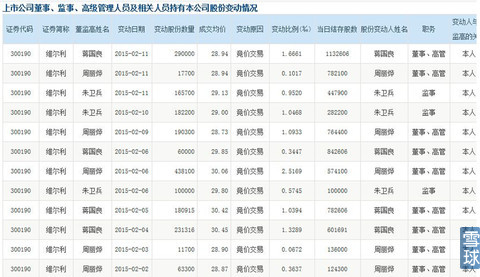 上市公司董事、监事、高级管理人员及相关人员持有本公司股份变动情况
证券代码 证券简称 董监高姓名 变动日期 变动股份数量 成交均价 变动原因 变动比例(‰) 当日结存股数 股份变动人姓名 职务 变动人与 监高的关
300190 维尔利 蒋国良 2015-02-11 290000 28.94 竞价交易 1.6661 1132606 蒋国良 董事、高管 本人
300190 维尔利 周丽烨 2015-02-11 17700 28.94 竞价交易 0.1017 782100 周丽烨 董事、高管 本人
300190 维尔利 朱卫兵 2015-02-11 165700 29.13 竞价交易 0.9520 447900 朱卫兵 监事 本人
300190 维尔利 朱卫兵 2015-02-10 182200 29.00 竞价交易 1.0468 282200 朱卫兵 监事 本人
300190 维尔利 周丽烨 2015-02-09 190300 28.73 竞价交易 1.0933 764400 周丽烨 董事、高管 本人
300190 维尔利 蒋国良 2015-02-06 60000 29.85 竞价交易 0.3447 842606 蒋国良 董事、高管 本人
300190 维尔利 周丽烨 2015-02-06 438100 30.06 竞价交易 2.5169 574100 周丽烨 董事、高管 本人
300190 维尔利 朱卫兵 2015-02-06 100000 29.80 竞价交易 0.5745 100000 朱卫兵 监事 本人
300190 维尔利 蒋国良 2015-02-05 180915 30.42 竞价交易 1.0394 782606 蒋国良 董事、高管 本人
300190 维尔利 蒋国良 2015-02-04 231316 30.45 竞价交易 1.3289 601691 蒋国良 董事、高管
300190 维尔利 周丽烨 2015-02-03 11700 28.90 竞价交易 0.0672 136000 周丽烨 董事、高管
300190 维尔利 周丽烨 2015-02-02 63300 28.87 竞价交易 0.3637 124300 周丽烨 董事、高管
雪球